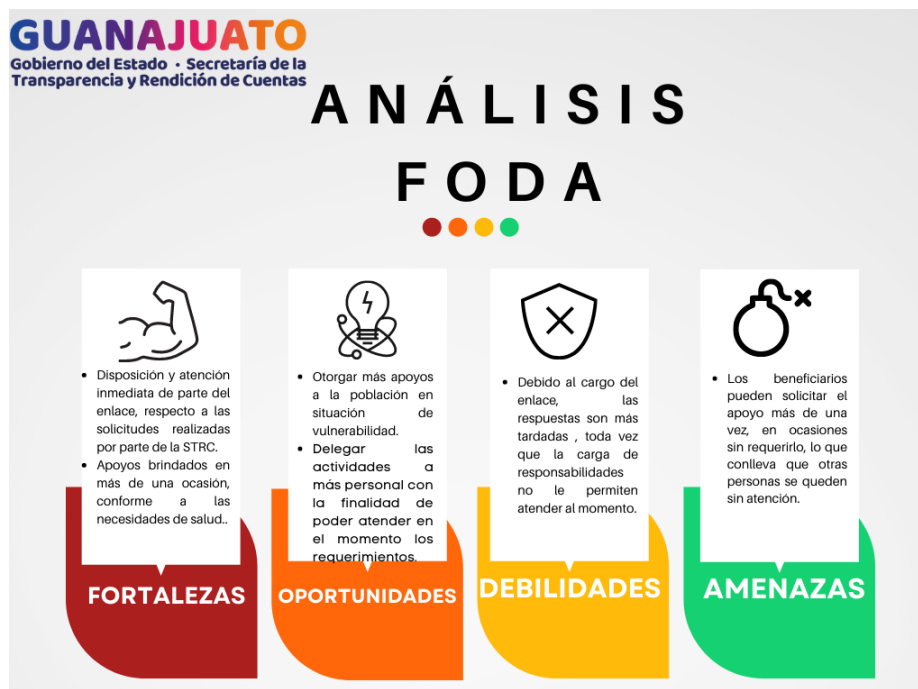 GUANAJUATO
Gobierno del Estado · Secretaría de la
Transparencia y Rendición de Cuentas
ANÁLISIS
FODA
• Disposición y atención
inmediata de parte del
enlace, respecto a las
solicitudes realizadas
por parte de la STRC.
• Apoyos brindados en
más de una ocasión,
conforme a las
necesidades de salud..
FORTALEZAS
• Otorgar más apoyos
a la población en
situación de
vulnerabilidad.
• Delegar las
actividades a
más personal con
la finalidad de
poder atender en
el momento los
requerimientos.
OPORTUNIDADES
• Debido al cargo del
enlace, las
respuestas son más
tardadas , toda vez
que la carga de
responsabilidades
no le permiten
atender al momento.
DEBILIDADES
• Los beneficiarios
pueden solicitar el
apoyo más de una
vez, en ocasiones
sin requerirlo, lo que
conlleva que otras
personas se queden
sin atención.
AMENAZAS